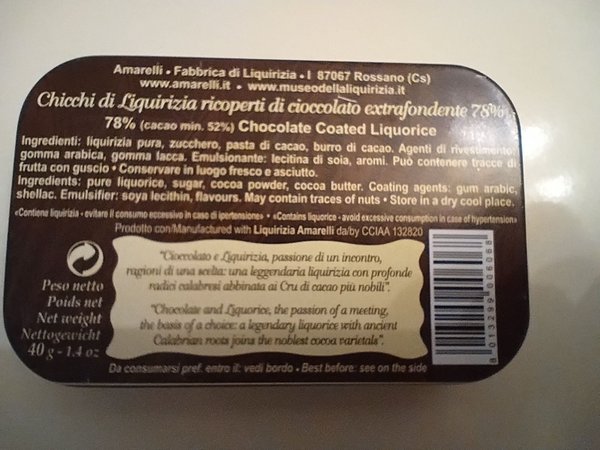 Amarelli • Fabbrica di Liquirizia • I 87067 Rossano (Cs)
www.amarelli.it • www.museodellaliquirizia.it
Chicchi di Liquirizia ricoperti di cioccolato extrafondente 78%
78% (cacao min. 52%) Chocolate Coated Liquorice
Ingredienti: liquirizia pura, zucchero, pasta di cacao, burro di cacao. Agenti di rivestimento:
gomma arabica, gomma lacca. Emulsionante: lecitina di soia, aromi. Può contenere tracce di
frutta con guscio • Conservare in luogo fresco e asciutto.
Ingredients: pure liquorice, sugar, cocoa powder, cocoa butter. Coating agents: gum arabic,
shellac. Emulsifier: soya lecithin, flavours. May contain traces of nuts • Store in a dry cool place.
«Contiene liquirizia - evitare il consumo eccessivo in caso di ipertensione» • «Contains liquorice - avoid excessive consumption in case of hypertension»
Prodotto con/Manufactured with Liquirizia Amarelli da/by CCIAA 132820
"Cioccolato e Liquirizia, passione di un incontro,
ragioni di una scelta: una leggendaria liquirizia con profonde
radici calabresi abbinata ai Cru di cacao più nobili".
"Chocolate and Liquorice, the passion of a meeting,
the basis of a choice: a legendary liquorice with ancient
Calabrian roots joins the noblest cocoa varietals".
Peso netto
Poids net
Net weight
Nettogewicht
40 g - 1.4 oz
8 013299 006068
Da consumarsi pref. entro il: vedi bordo • Best before: see on the side